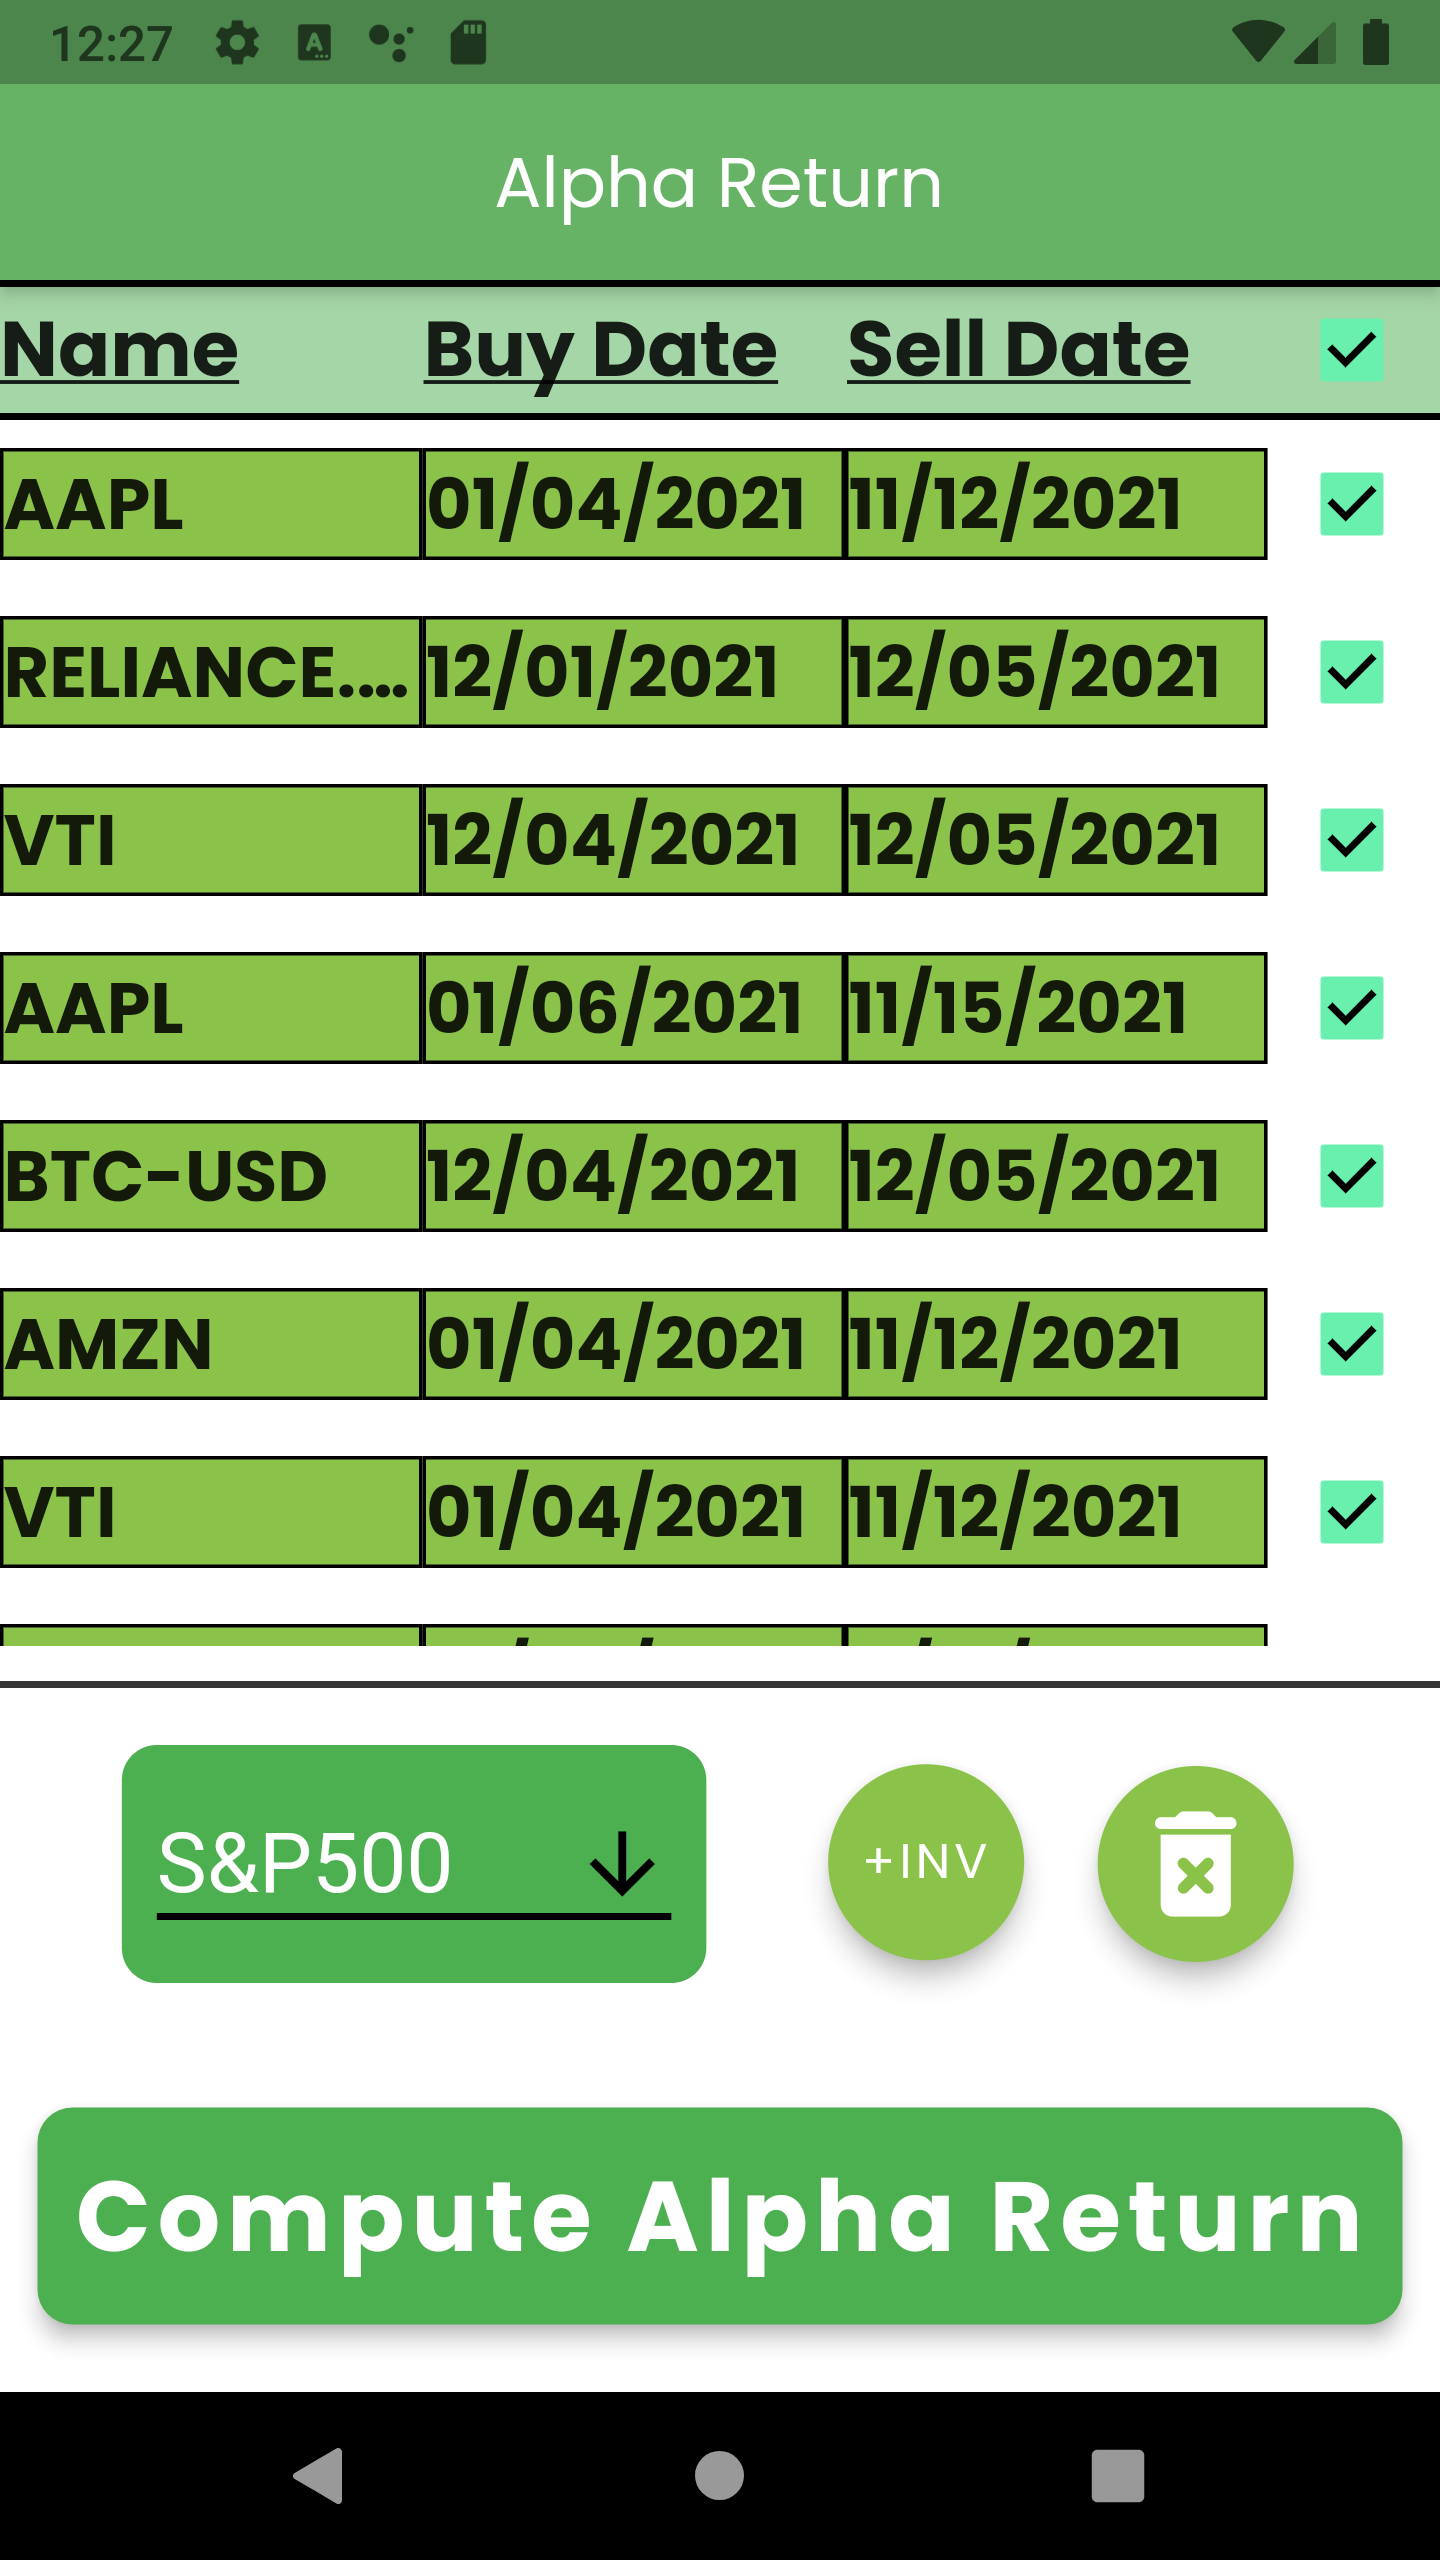 12:27
Alpha Return
Name Buy Date Sell Date
AAPL 01/04/2021 11/12/2021
RELIANCE.... 12/01/2021 12/05/2021
VTI 12/04/2021 12/05/2021
AAPL 01/06/2021 11/15/2021
BTC-USD 12/04/2021 12/05/2021
AMZN 01/04/2021 11/12/2021
VTI 01/04/2021 11/12/2021
S&P500 +INV
Compute Alpha Return